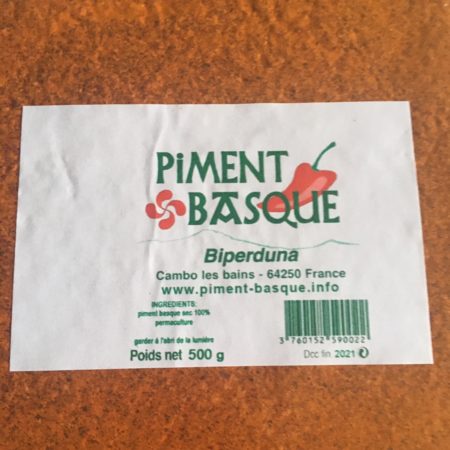 PiMENT
BASQUE
Biperduna
Cambo les bains - 64250 France
www.piment-basque.info
INGREDIENTS:
piment basque sec 100%
permaculture
garder à l'abri de la lumière
Poids net 500 g
3 760152 590022
Dcc fin 2021